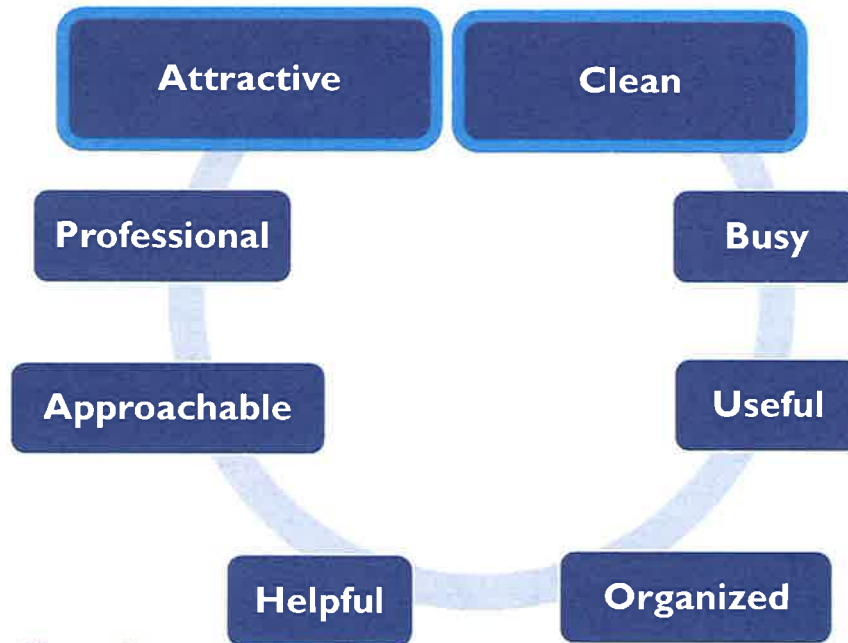 Attractive
Clean
Professional
Busy
Approachable
Useful
Helpful
Organized